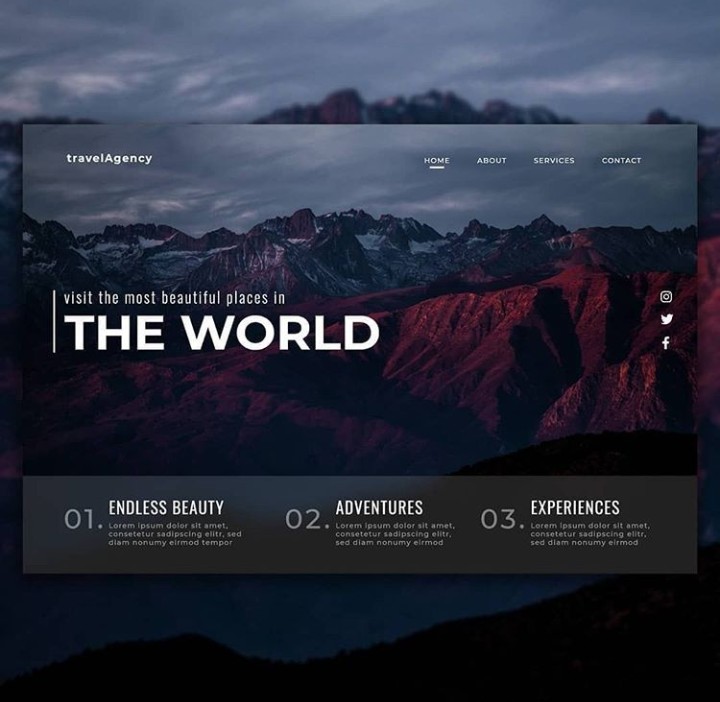 travelAgency
HOME ABOUT SERVICES CONTACT
visit the most beautiful places in
THE WORLD
01. ENDLESS BEAUTY
Lorem ipsum dolor sit amet,
consetetur sadipscing elitr, sed
diam nonumy eirmod tempor
02. ADVENTURES
Lorem ipsum dolor sit amet,
consetetur sadipscing elitr,
sed diam nonumy eirmod
03. EXPERIENCES
Lorem ipsum dolor sit amet,
consetetur sadipscing elitr,
sed diam nonumy eirmod